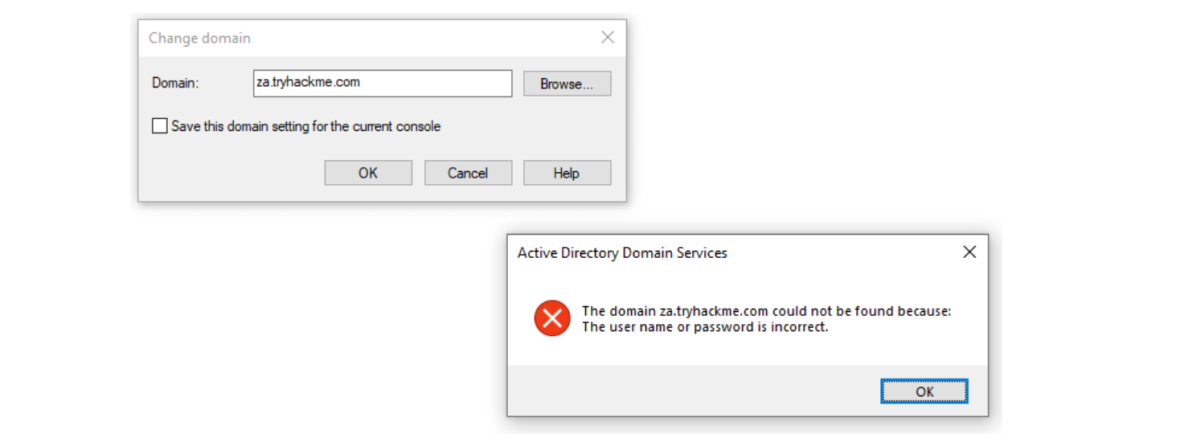 Change domain
Domain: za.tryhackme.com Browse...
Save this domain setting for the current console
OK Cancel Help
Active Directory Domain Services
The domain za.tryhackme.com could not be found because:
The user name or password is incorrect.
OK